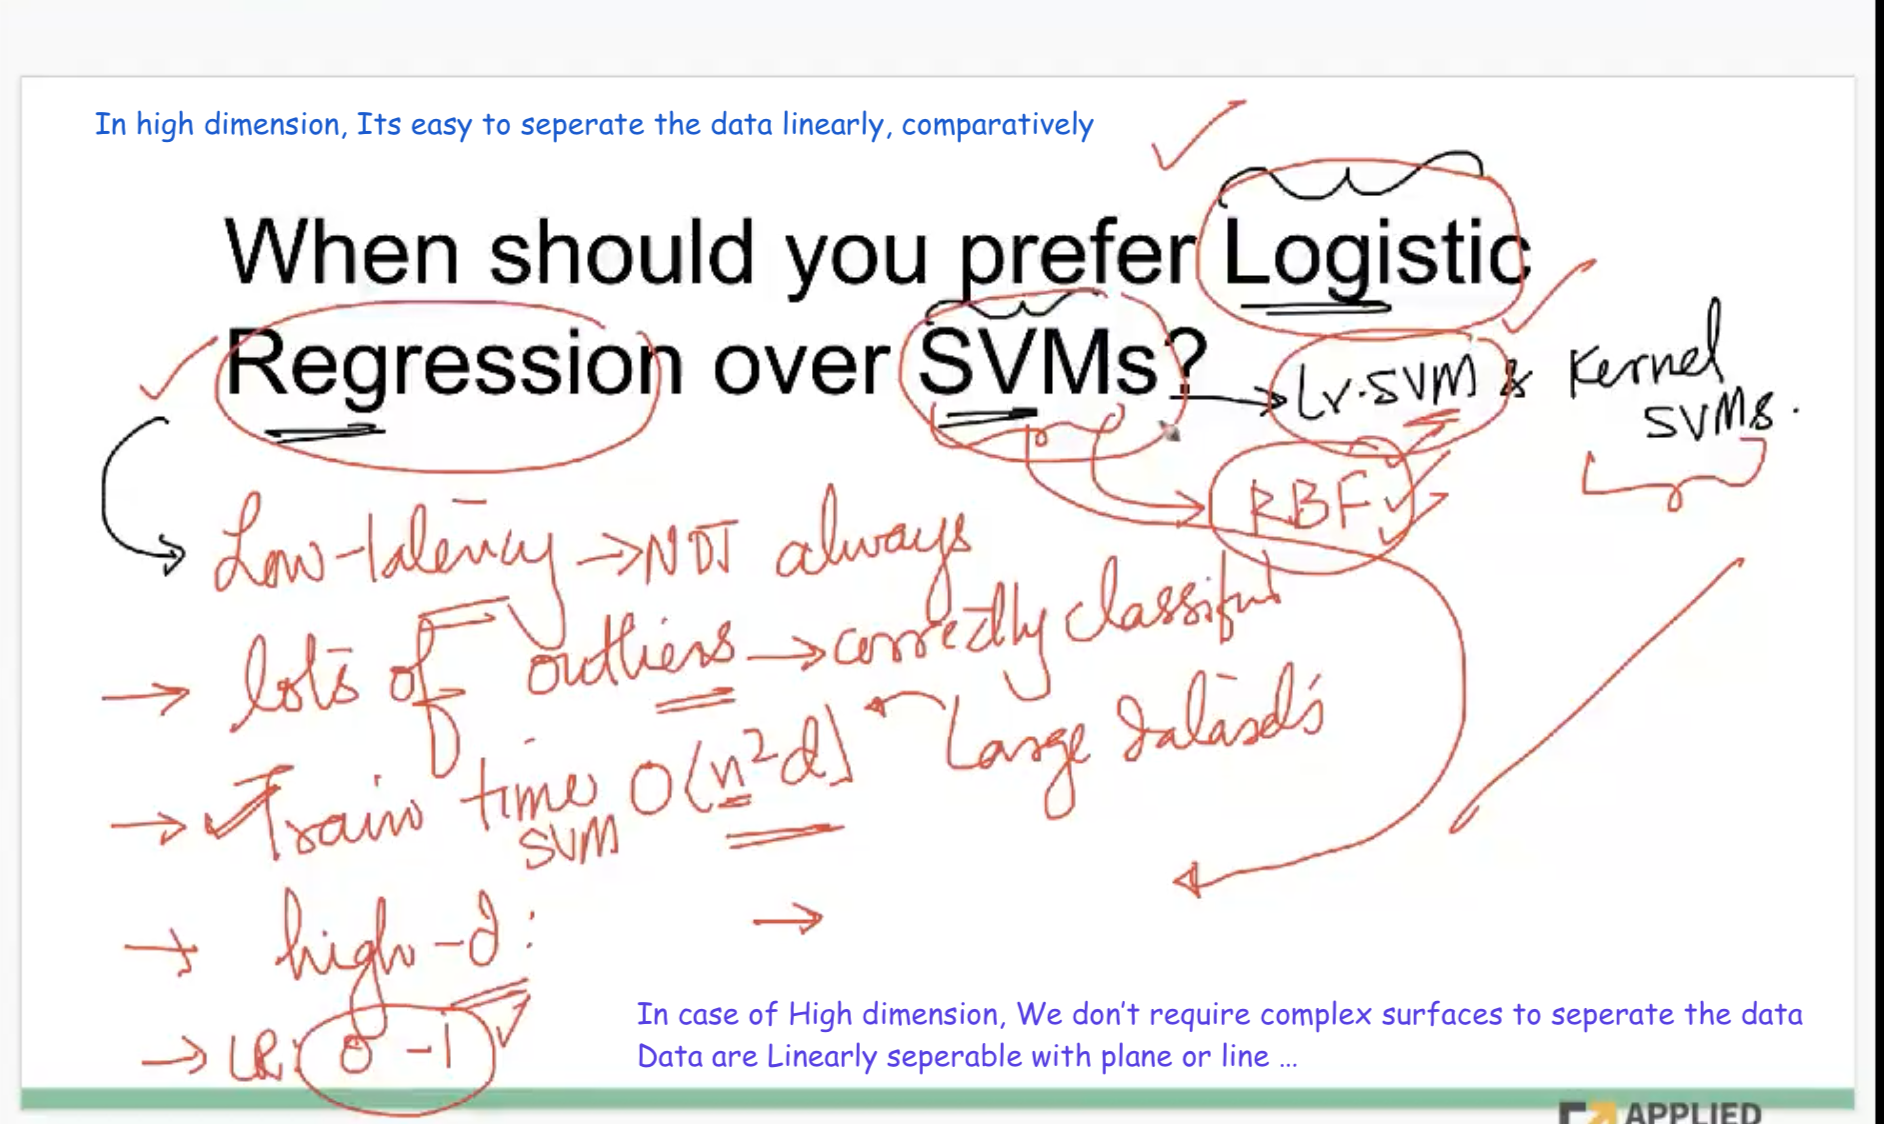 In high dimension, Its easy to seperate the data linearly, comparatively
When should you prefer Logistic
Regression over SVMs?
Lr.SVM & Kernel
SVMs.
RBF
Low-latency → NOT always
→ lots of outliers → correctly classified
→ Train time O(n²d) Large datasets
SVM
→ high-d: →
→ LR: 0-1
In case of High dimension, We don't require complex surfaces to seperate the data
Data are Linearly seperable with plane or line ...
APPLIED